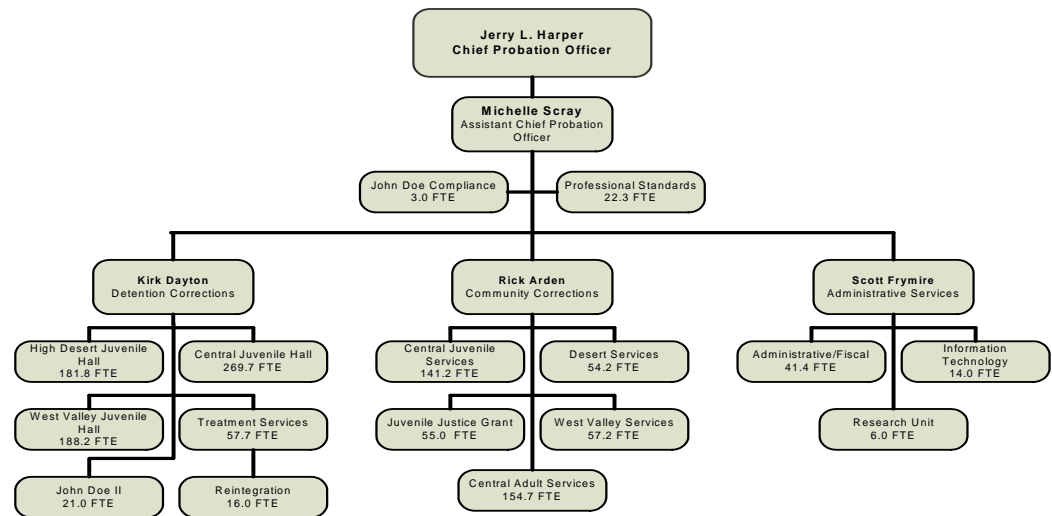 Jerry L. Harper
Chief Probation Officer
Michelle Scray
Assistant Chief Probation
Officer
John Doe Compliance
3.0 FTE
Professional Standards
22.3 FTE
Kirk Dayton
Detention Corrections
Rick Arden
Community Corrections
Scott Frymire
Administrative Services
High Desert Juvenile
Hall
181.8 FTE
Central Juvenile Hall
269.7 FTE
Central Juvenile
Services
141.2 FTE
Desert Services
54.2 FTE
Administrative/Fiscal
41.4 FTE
Information
Technology
14.0 FTE
West Valley Juvenile
Hall
188.2 FTE
Treatment Services
57.7 FTE
Juvenile Justice Grant
55.0 FTE
West Valley Services
57.2 FTE
Research Unit
6.0 FTE
John Doe II
21.0 FTE
Reintegration
16.0 FTE
Central Adult Services
154.7 FTE